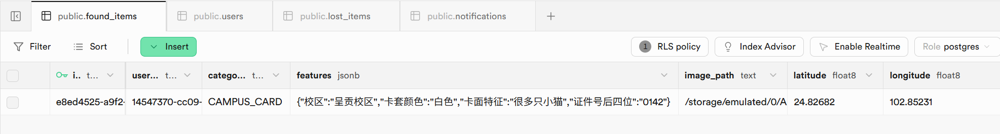 public.found_items public.users public.lost_items public.notifications
Filter Sort Insert 1 RLS policy Index Advisor Enable Realtime Role postgres
i.. t... user... t... catego... t... features jsonb image_path text latitude float8 longitude float8
e8ed4525-a9f2- 14547370-cc09- CAMPUS_CARD {"校区":"呈贡校区","卡套颜色":"白色","卡面特征":"很多只小猫","证件号后四位":"0142"} /storage/emulated/0/A 24.82682 102.85231